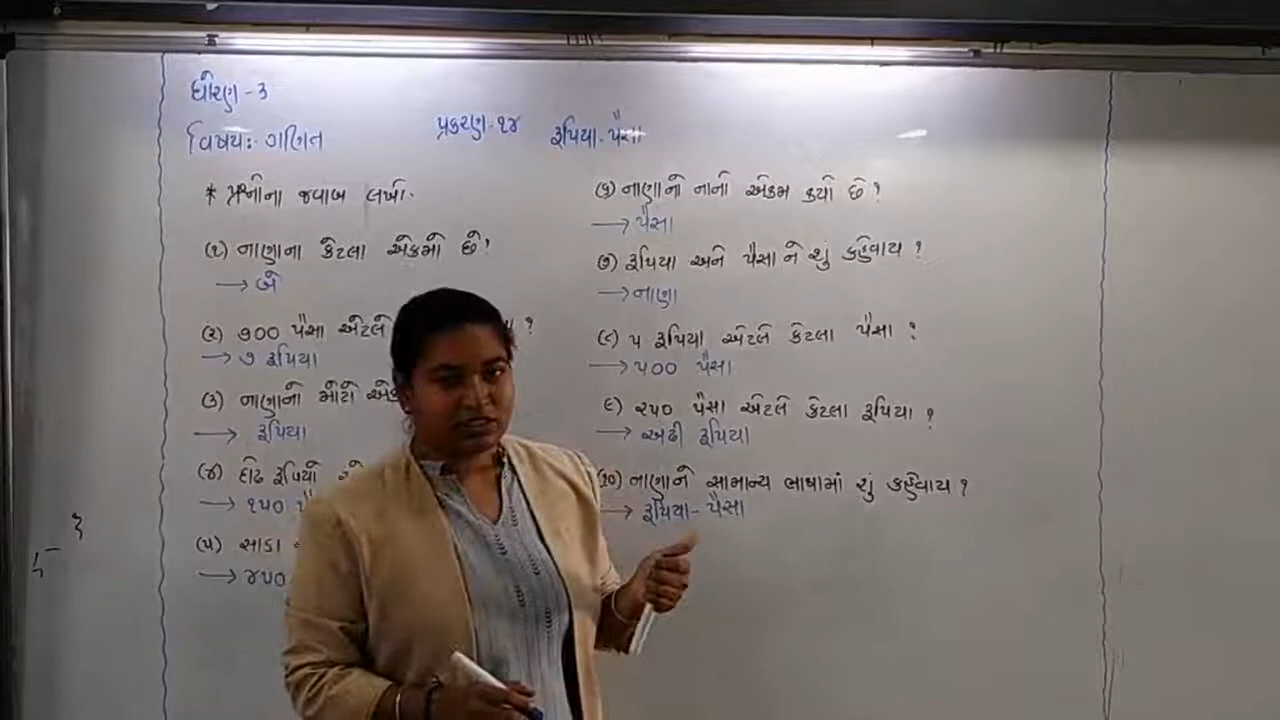 ધોરણ - ૩
વિષય:- ગણિત
પ્રકરણ - ૧૪ રૂપિયા - પૈસા
* પ્રશ્નોના જવાબ લખો.
(૧) નાણાના કેટલા એકમો છે?
→ બે
(૨) ૭૦૦ પૈસા એટલે ?
→ ૭ રૂપિયા
(૩) નાણાનો મોટો
→ રૂપિયા
(૪) દોઢ રૂપિયો
→ ૧૫૦
(૫) સાડા
→ ૪૫૦
(૬) નાણાનો નાનો એકમ કયો છે ?
→ પૈસા
(૭) રૂપિયા અને પૈસા ને શું કહેવાય ?
→ નાણા
(૮) ૫ રૂપિયા એટલે કેટલા પૈસા ?
→ ૫૦૦ પૈસા
૯) ૨૫૦ પૈસા એટલે કેટલા રૂપિયા ?
→ અઢી રૂપિયા
(૧૦) નાણાને સામાન્ય ભાષામાં શું કહેવાય ?
→ રૂપિયા - પૈસા